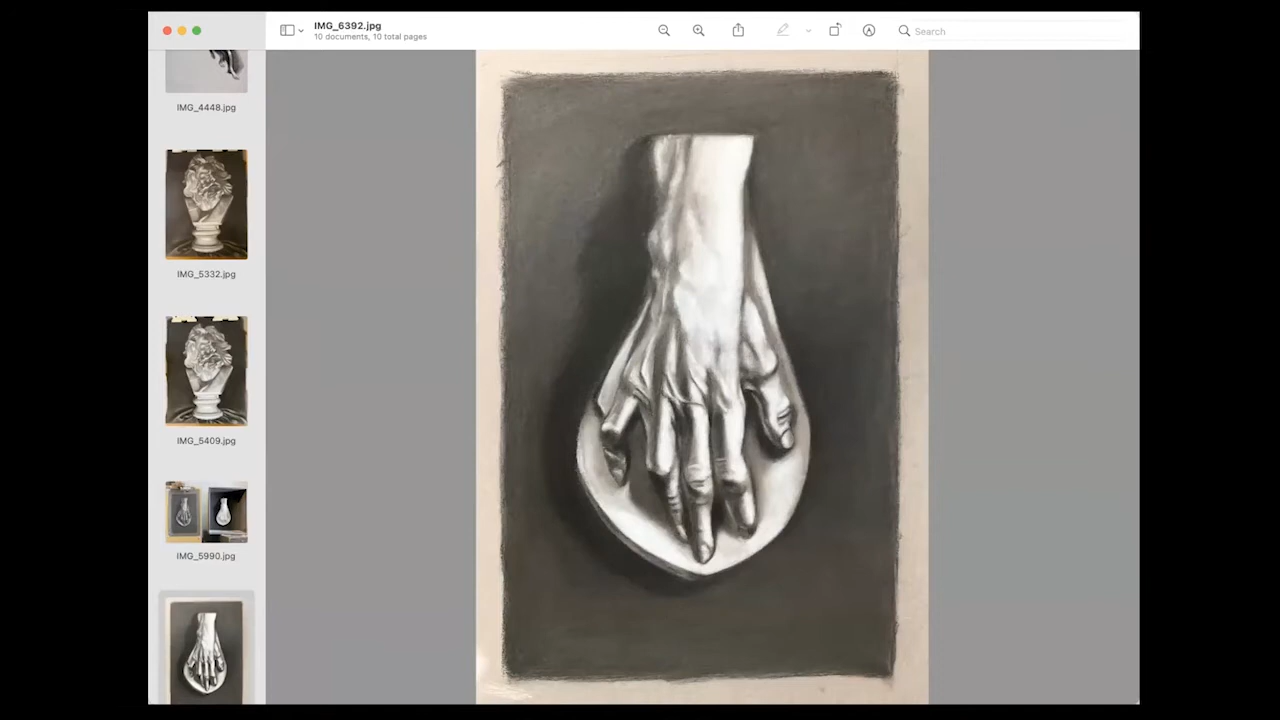 IMG_6392.jpg
10 documents, 10 total pages
Search
IMG_4448.jpg
IMG_5332.jpg
IMG_5409.jpg
IMG_5990.jpg